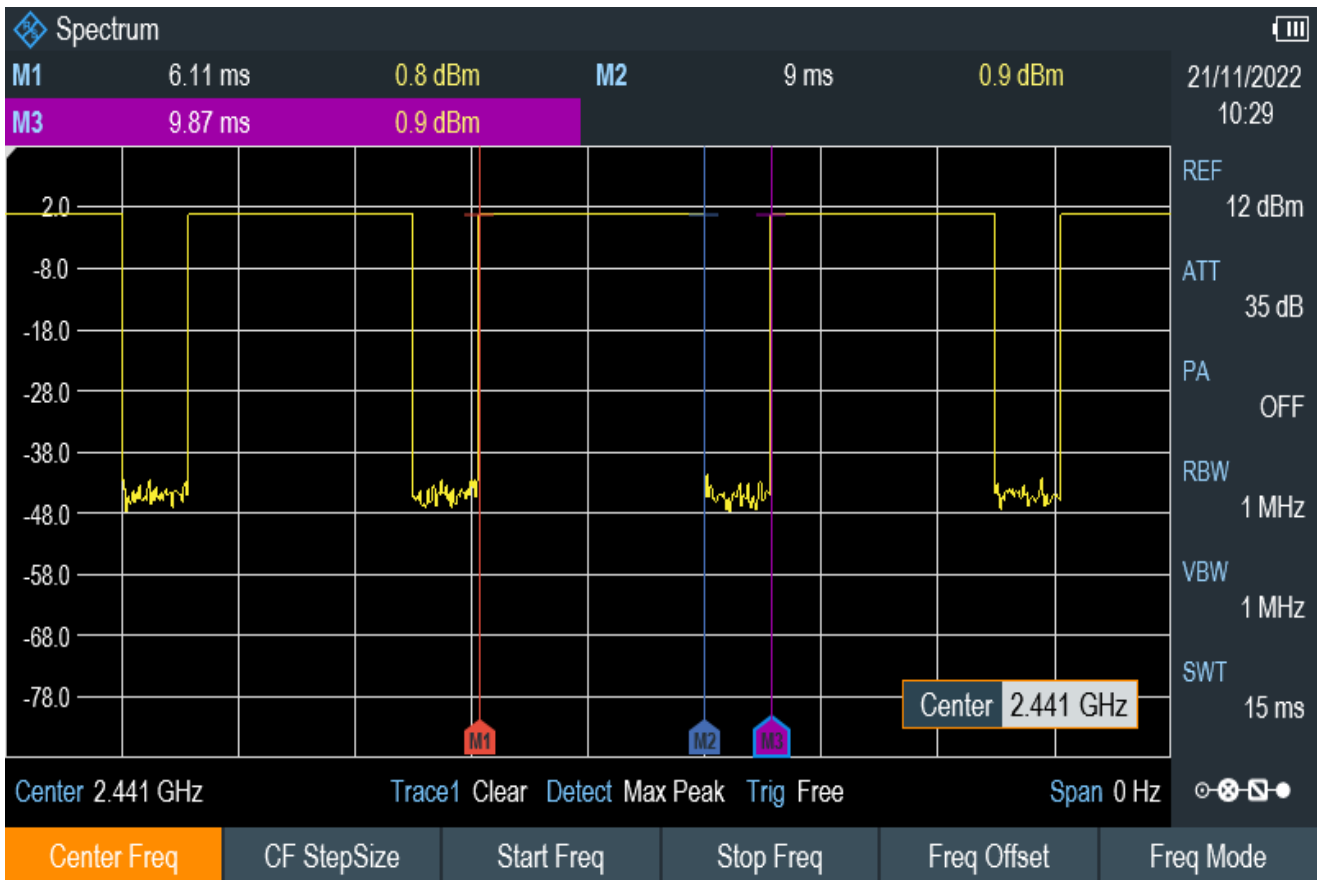 Spectrum
M1 6.11 ms 0.8 dBm M2 9 ms 0.9 dBm
M3 9.87 ms 0.9 dBm
21/11/2022
10:29
2.0
-8.0
-18.0
-28.0
-38.0
-48.0
-58.0
-68.0
-78.0
M1 M2 M3
Center 2.441 GHz
REF
12 dBm
ATT
35 dB
PA
OFF
RBW
1 MHz
VBW
1 MHz
SWT
15 ms
Center 2.441 GHz Trace1 Clear Detect Max Peak Trig Free Span 0 Hz
Center Freq CF StepSize Start Freq Stop Freq Freq Offset Freq Mode